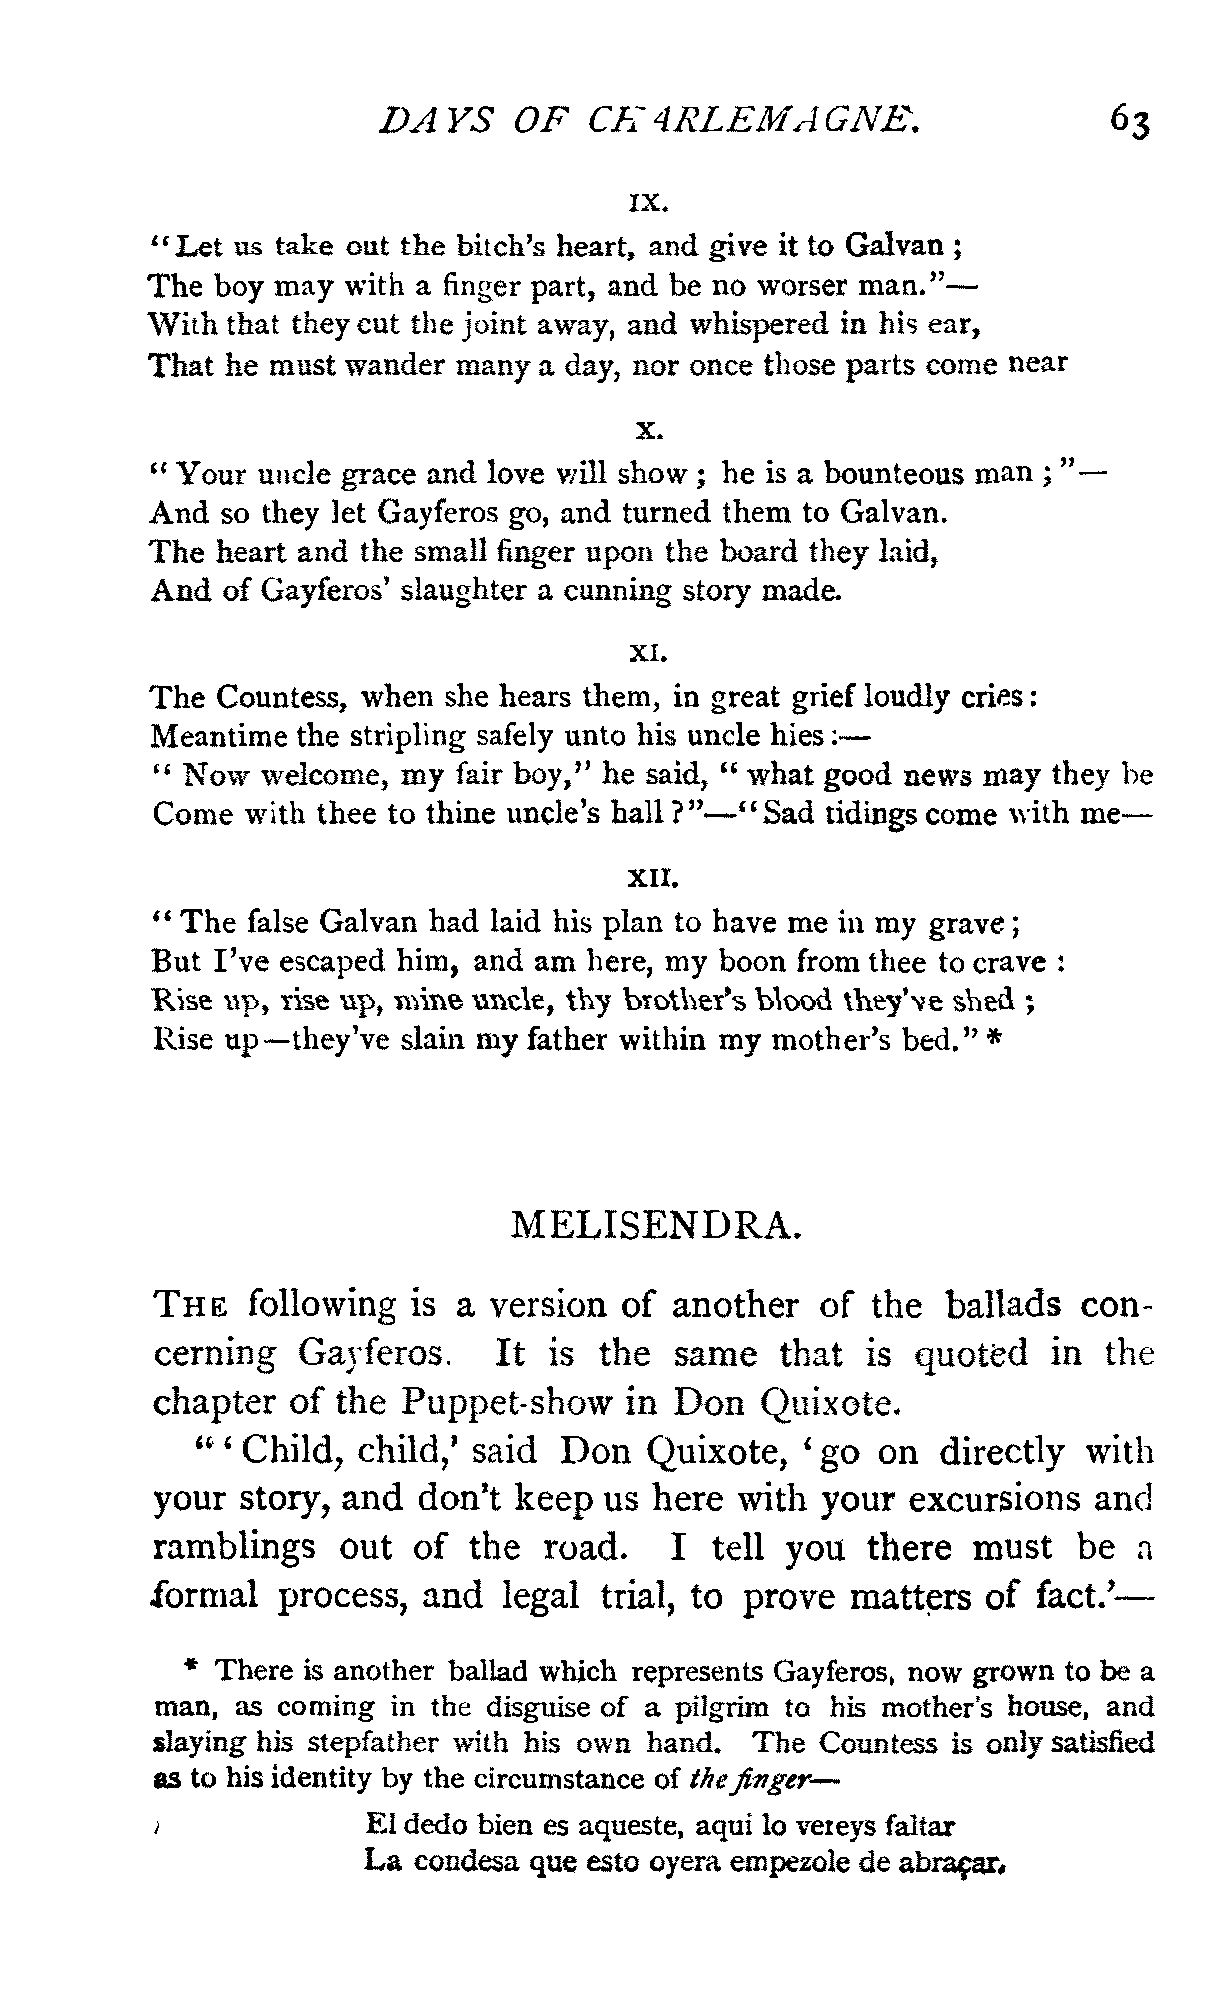 DAYS OF CHARLEMAGNE. 63
IX.
"Let us take out the bitch's heart, and give it to Galvan ;
The boy may with a finger part, and be no worser man."—
With that they cut the joint away, and whispered in his ear,
That he must wander many a day, nor once those parts come near
X.
"Your uncle grace and love will show ; he is a bounteous man ;"—
And so they let Gayferos go, and turned them to Galvan.
The heart and the small finger upon the board they laid,
And of Gayferos' slaughter a cunning story made.
XI.
The Countess, when she hears them, in great grief loudly cries:
Meantime the stripling safely unto his uncle hies :—
"Now welcome, my fair boy," he said, "what good news may they be
Come with thee to thine uncle's hall ?"—"Sad tidings come with me—
XII.
"The false Galvan had laid his plan to have me in my grave ;
But I've escaped him, and am here, my boon from thee to crave :
Rise up, rise up, mine uncle, thy brother's blood they've shed ;
Rise up—they've slain my father within my mother's bed." *
MELISENDRA.
THE following is a version of another of the ballads con-
cerning Gayferos. It is the same that is quoted in the
chapter of the Puppet-show in Don Quixote.
"'Child, child,' said Don Quixote, 'go on directly with
your story, and don't keep us here with your excursions and
ramblings out of the road. I tell you there must be a
formal process, and legal trial, to prove matters of fact.'—
* There is another ballad which represents Gayferos, now grown to be a
man, as coming in the disguise of a pilgrim to his mother's house, and
slaying his stepfather with his own hand. The Countess is only satisfied
as to his identity by the circumstance of the finger—
El dedo bien es aqueste, aqui lo vereys faltar
La condesa que esto oyera empezole de abraçar.